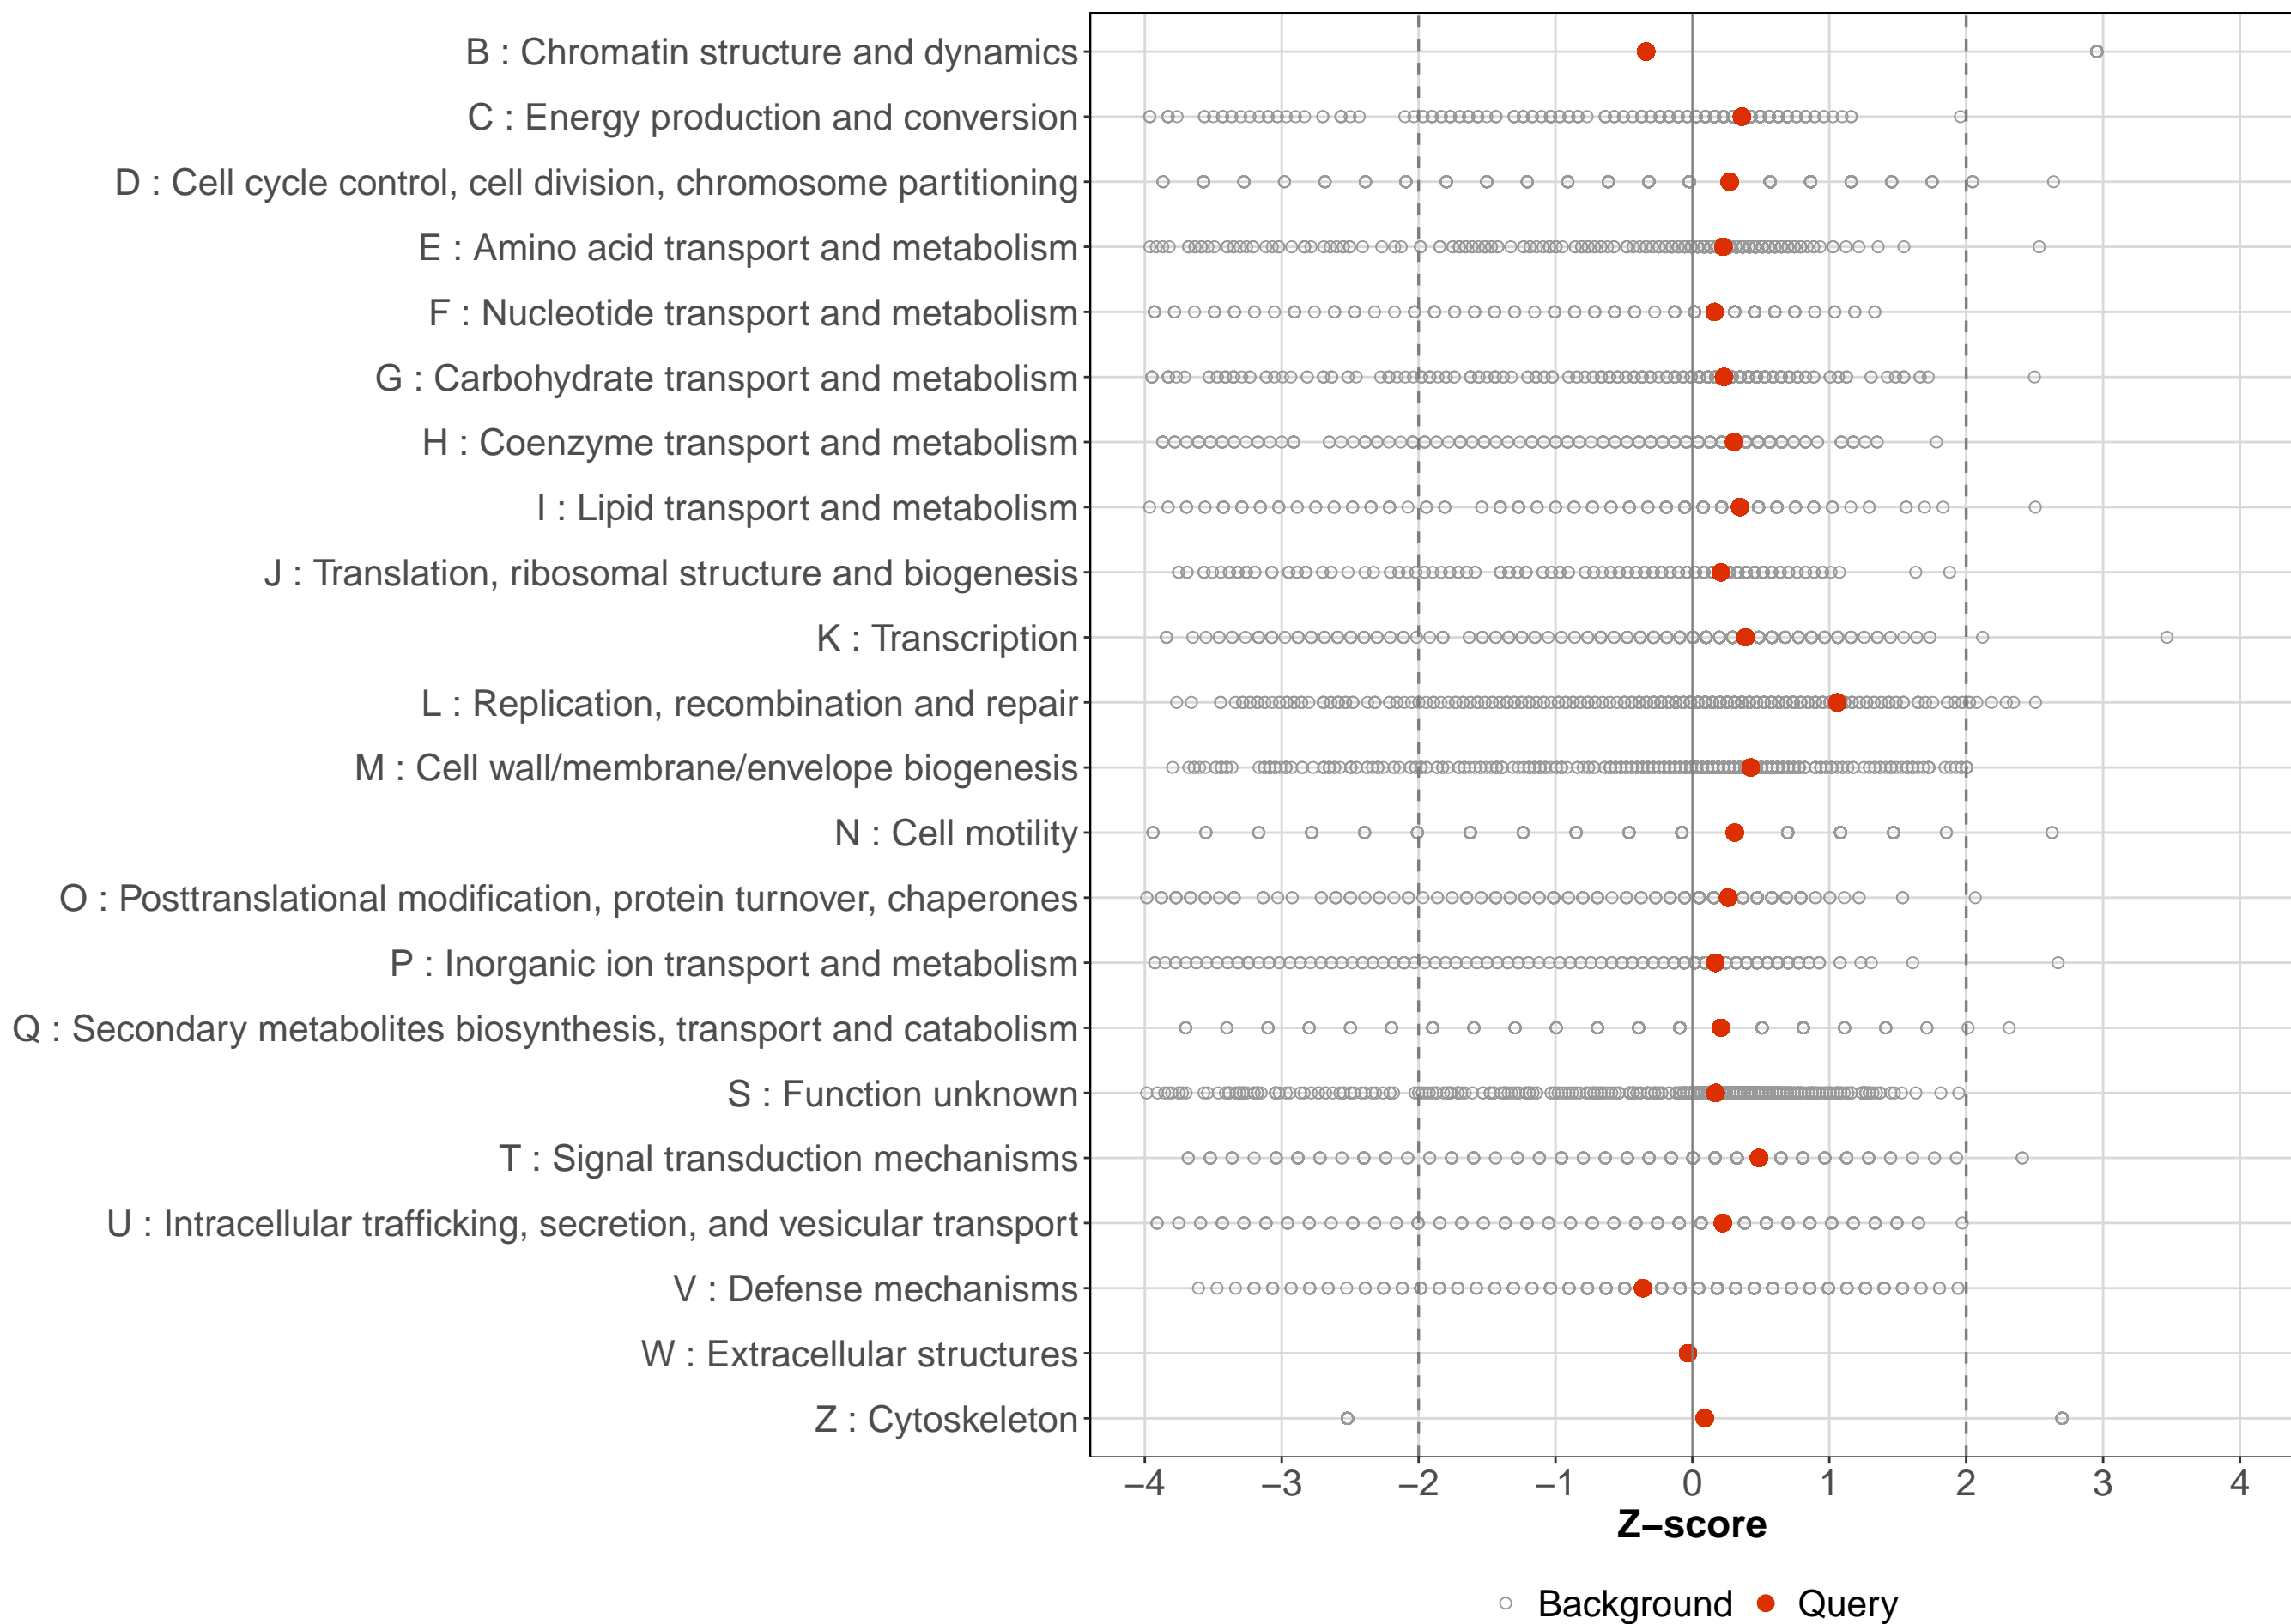 B : Chromatin structure and dynamics
C : Energy production and conversion
D : Cell cycle control, cell division, chromosome partitioning
E : Amino acid transport and metabolism
F : Nucleotide transport and metabolism
G : Carbohydrate transport and metabolism
H : Coenzyme transport and metabolism
I : Lipid transport and metabolism
J : Translation, ribosomal structure and biogenesis
K : Transcription
L : Replication, recombination and repair
M : Cell wall/membrane/envelope biogenesis
N : Cell motility
O : Posttranslational modification, protein turnover, chaperones
P : Inorganic ion transport and metabolism
Q : Secondary metabolites biosynthesis, transport and catabolism
S : Function unknown
T : Signal transduction mechanisms
U : Intracellular trafficking, secretion, and vesicular transport
V : Defense mechanisms
W : Extracellular structures
Z : Cytoskeleton
−4 −3 −2 −1 0 1 2 3 4
Z−score
Background Query